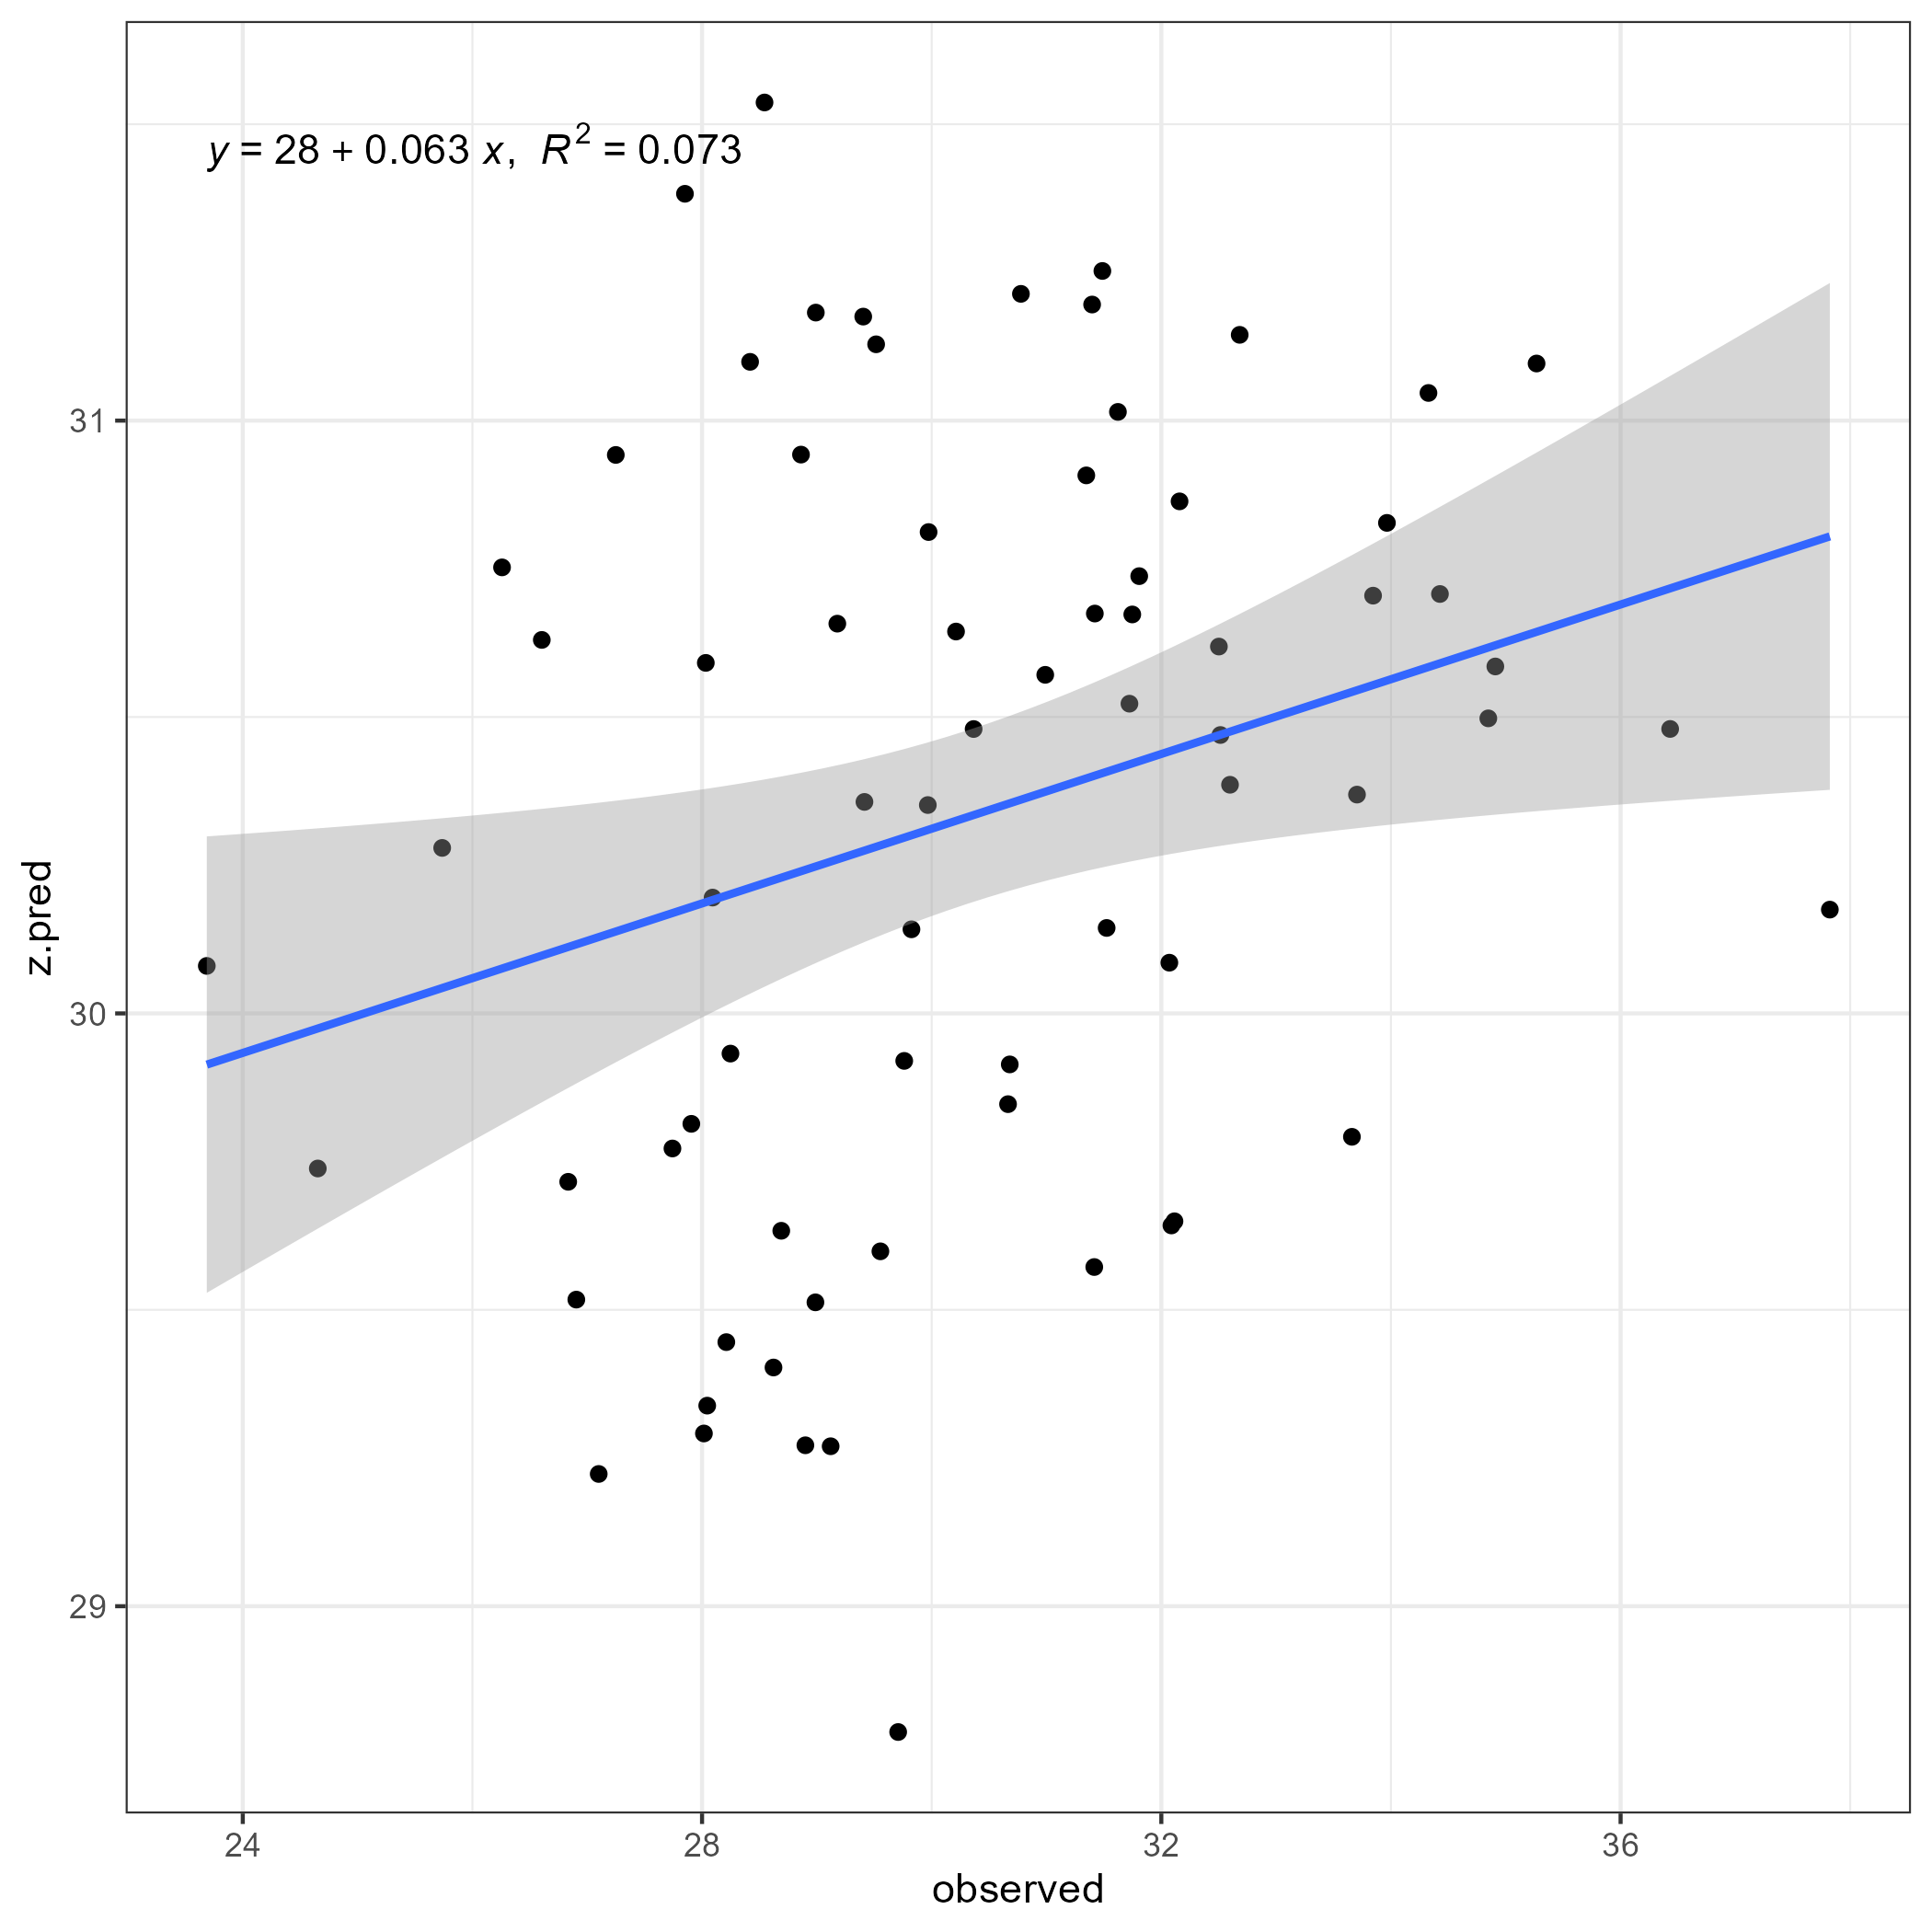 y = 28 + 0.063 x, R² = 0.073
31
30
29
z.pred
24 28 32 36
observed